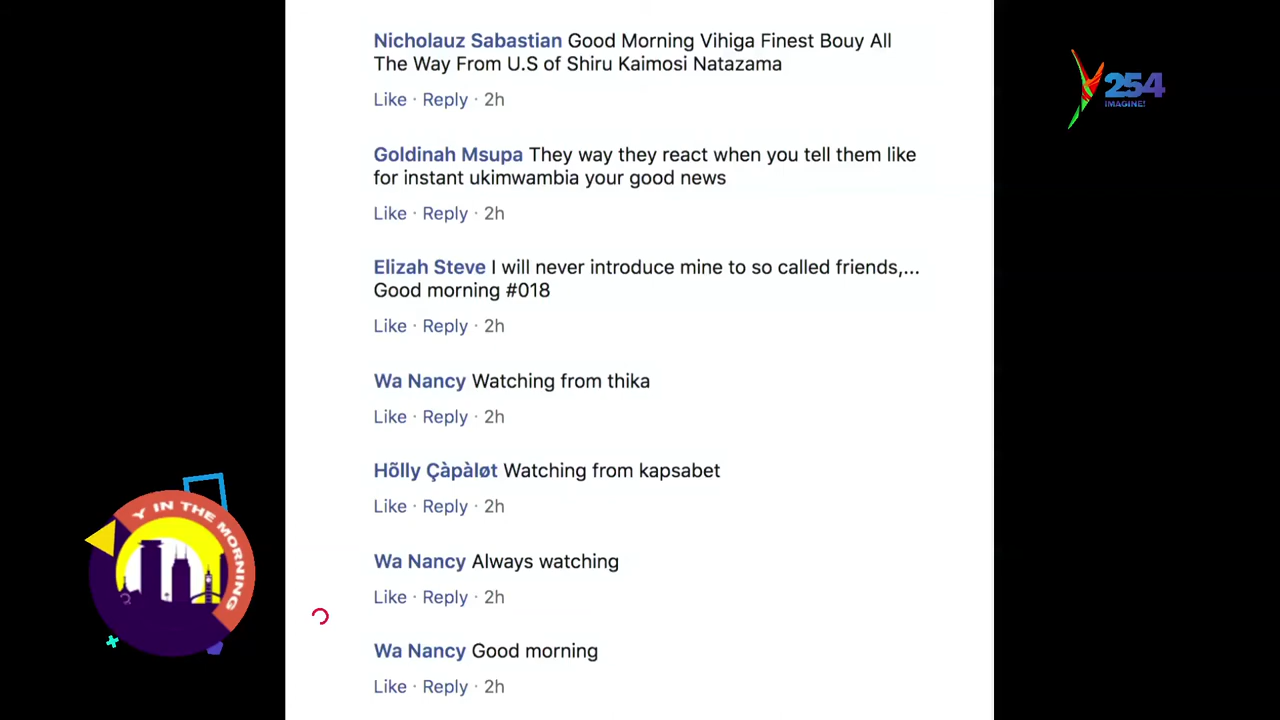 Nicholauz Sabastian Good Morning Vihiga Finest Bouy All
The Way From U.S of Shiru Kaimosi Natazama
Like · Reply · 2h
Goldinah Msupa They way they react when you tell them like
for instant ukimwambia your good news
Like · Reply · 2h
Elizah Steve I will never introduce mine to so called friends,...
Good morning #018
Like · Reply · 2h
Wa Nancy Watching from thika
Like · Reply · 2h
Hõlly Çàpàløt Watching from kapsabet
Like · Reply · 2h
Wa Nancy Always watching
Like · Reply · 2h
Wa Nancy Good morning
Like · Reply · 2h
Y254
IMAGINE!
Y IN THE MORNING